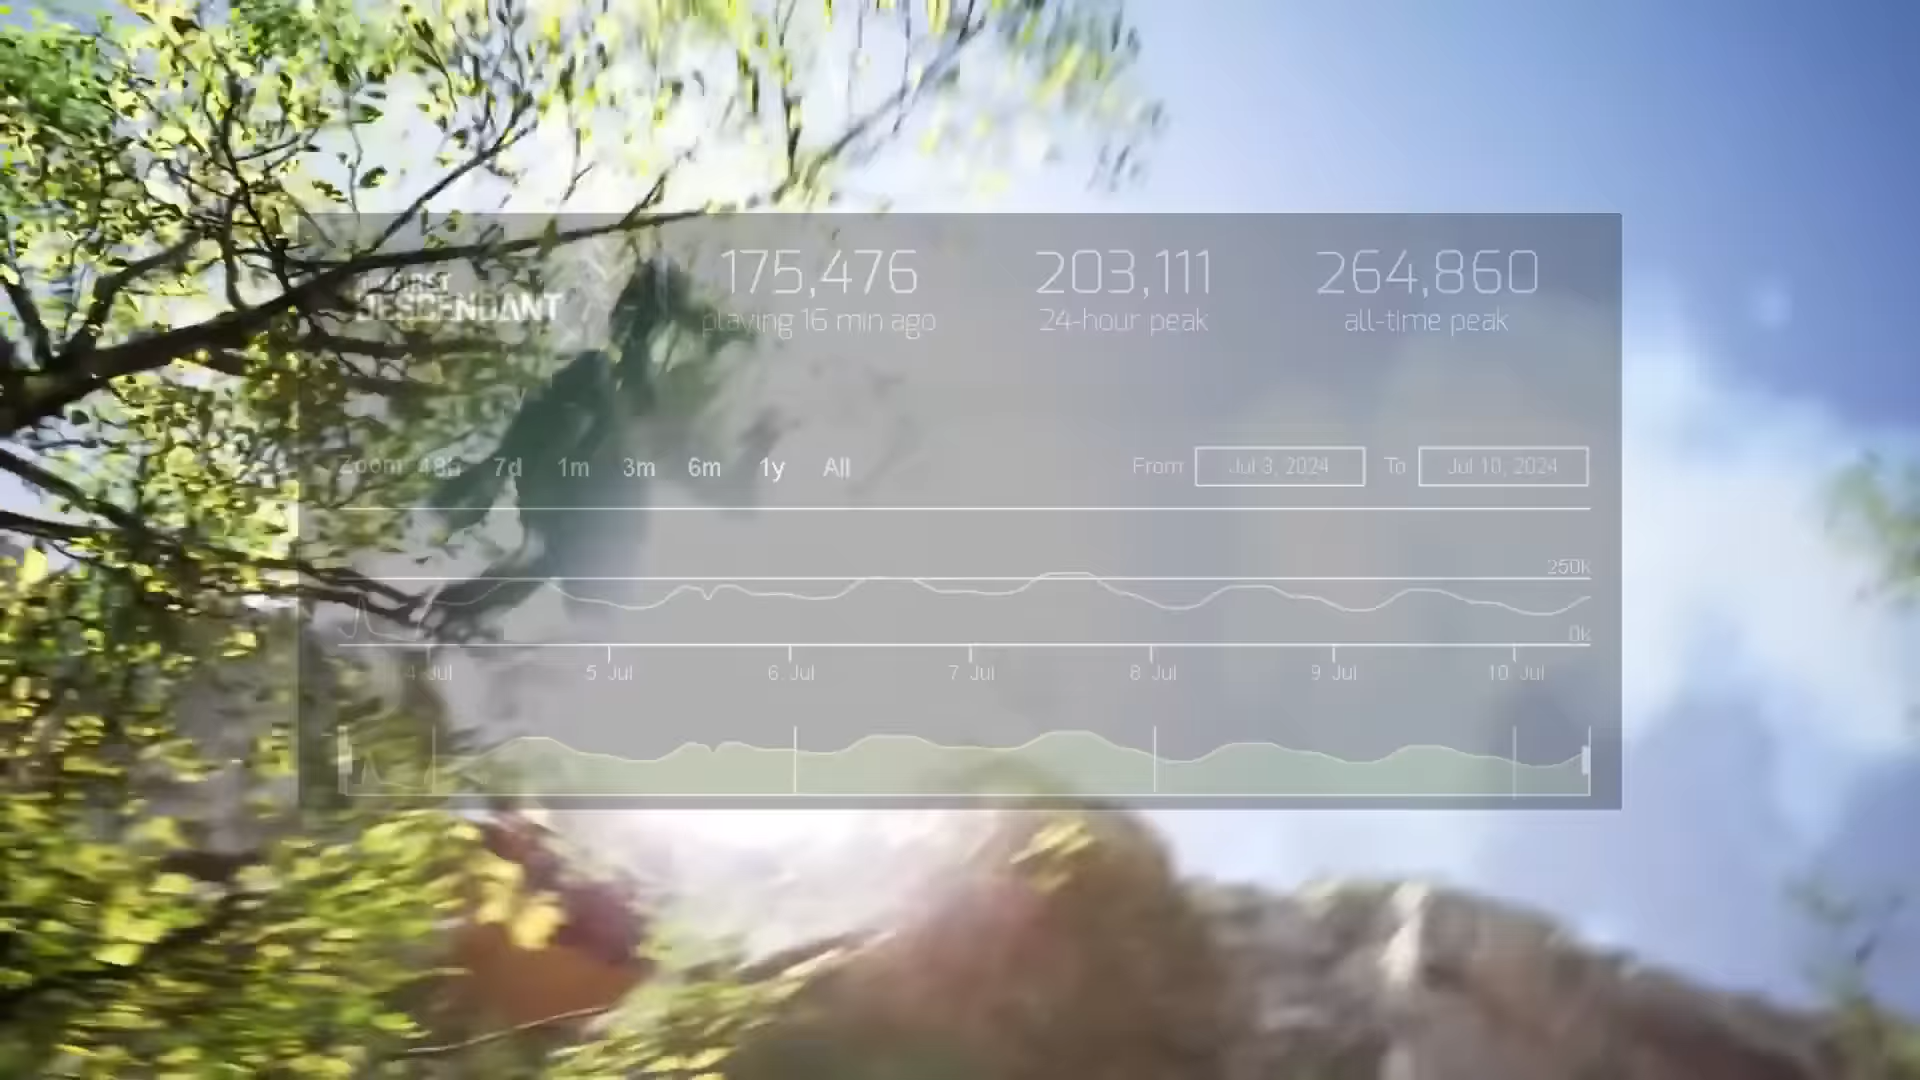 FIRST
DESCENDANT
175,476
playing 16 min ago
203,111
24-hour peak
264,860
all-time peak
Zoom 48h 7d 1m 3m 6m 1y All
From Jul 3, 2024 To Jul 10, 2024
250k
0k
4 Jul 5 Jul 6 Jul 7 Jul 8 Jul 9 Jul 10 Jul